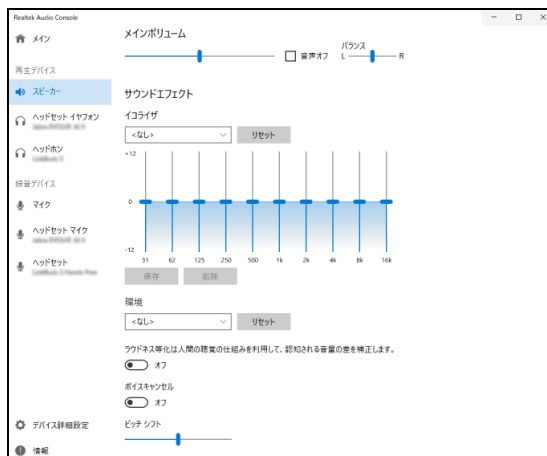 Realtek Audio Console
メイン
再生デバイス
スピーカー
ヘッドセット イヤフォン
ヘッドホン
録音デバイス
マイク
ヘッドセット マイク
ヘッドセット
デバイス詳細設定
情報
メインボリューム
音声オフ
バランス
L R
サウンドエフェクト
イコライザ
<なし> リセット
+12
0
-12
31 62 125 250 500 1k 2k 4k 8k 16k
保存 削除
環境
<なし> リセット
ラウドネス等化は人間の聴覚の仕組みを利用して、認知される音量の差を補正します。
オフ
ボイスキャンセル
オフ
ピッチ シフト